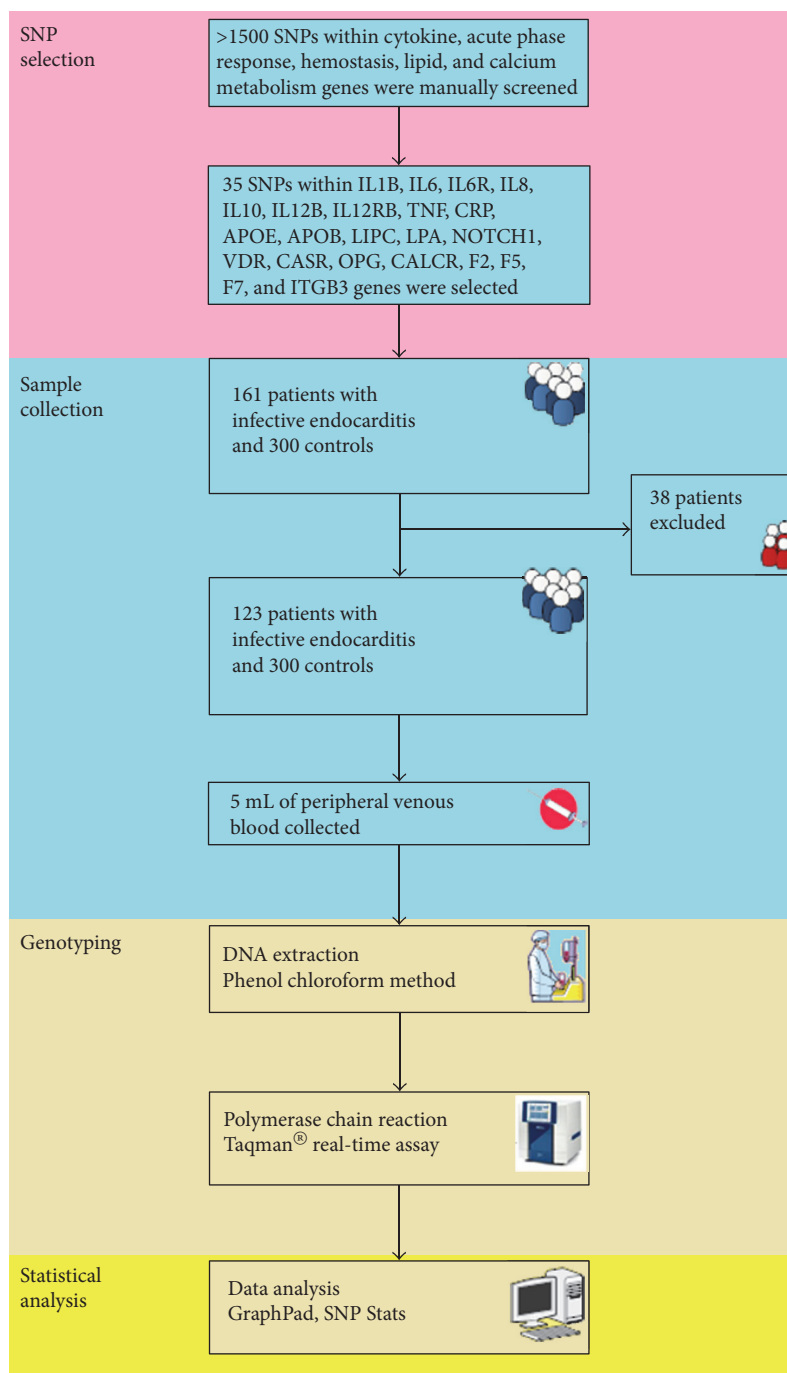 SNP
selection
>1500 SNPs within cytokine, acute phase
response, hemostasis, lipid, and calcium
metabolism genes were manually screened
35 SNPs within IL1B, IL6, IL6R, IL8,
IL10, IL12B, IL12RB, TNF, CRP,
APOE, APOB, LIPC, LPA, NOTCH1,
VDR, CASR, OPG, CALCR, F2, F5,
F7, and ITGB3 genes were selected
Sample
collection
161 patients with
infective endocarditis
and 300 controls
38 patients
excluded
123 patients with
infective endocarditis
and 300 controls
5 mL of peripheral venous
blood collected
Genotyping
DNA extraction
Phenol chloroform method
Polymerase chain reaction
Taqman® real-time assay
Statistical
analysis
Data analysis
GraphPad, SNP Stats